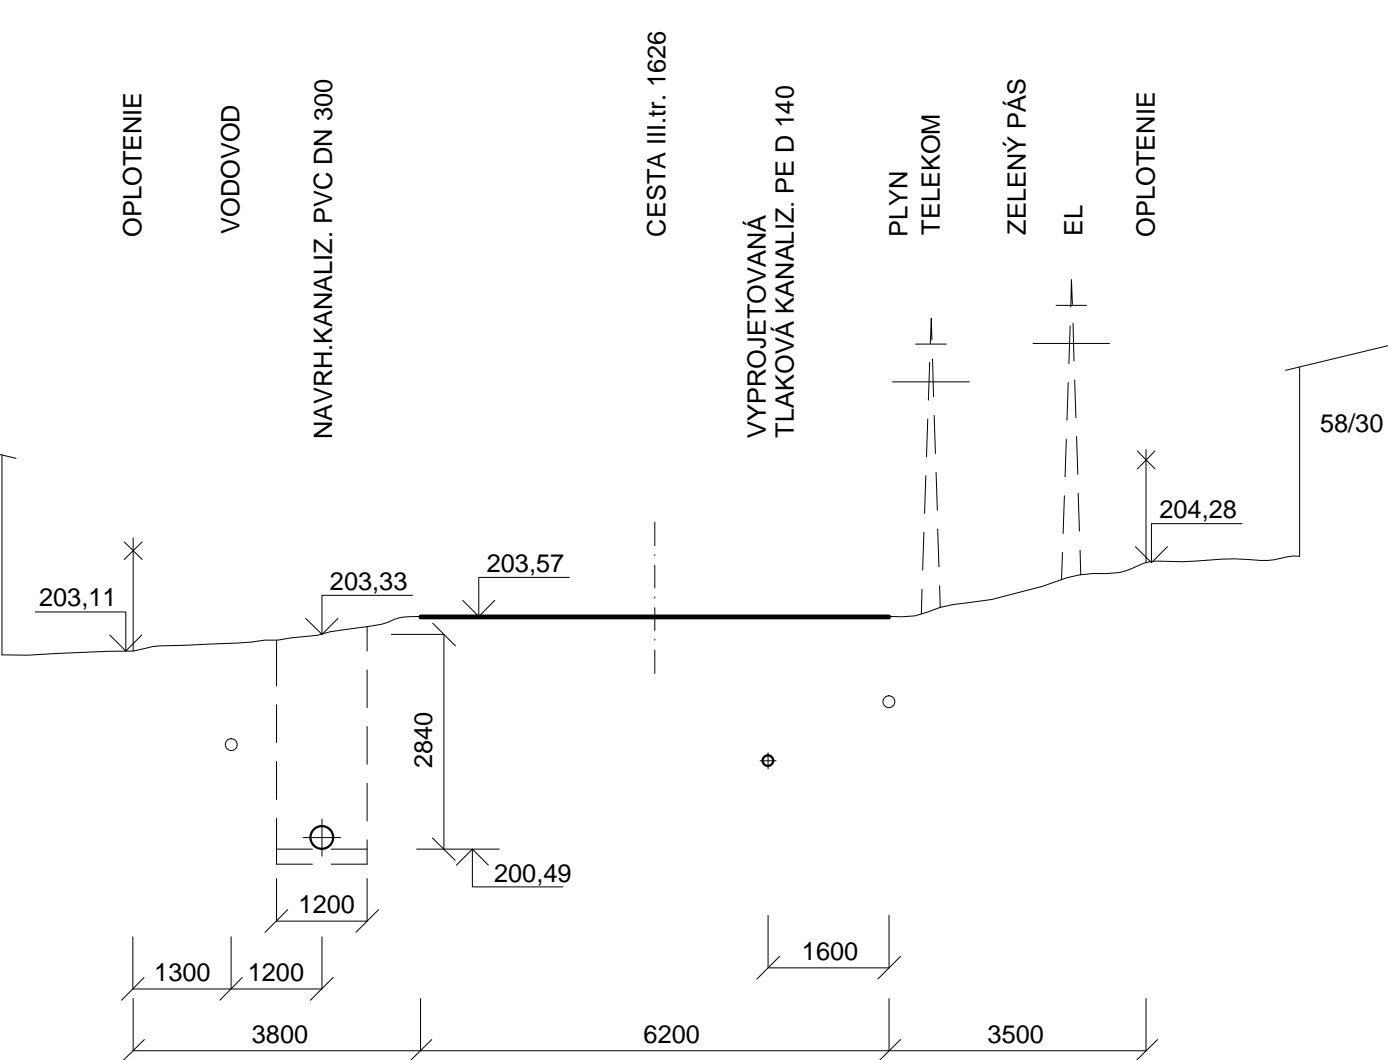 OPLOTENIE
VODOVOD
NAVRH.KANALIZ. PVC DN 300
CESTA III.tr. 1626
VYPROJETOVANÁ
TLAKOVÁ KANALIZ. PE D 140
PLYN
TELEKOM
ZELENÝ PÁS
EL
OPLOTENIE
58/30
204,28
203,57
203,33
203,11
2840
200,49
1200
1600
1300
1200
3800
6200
3500